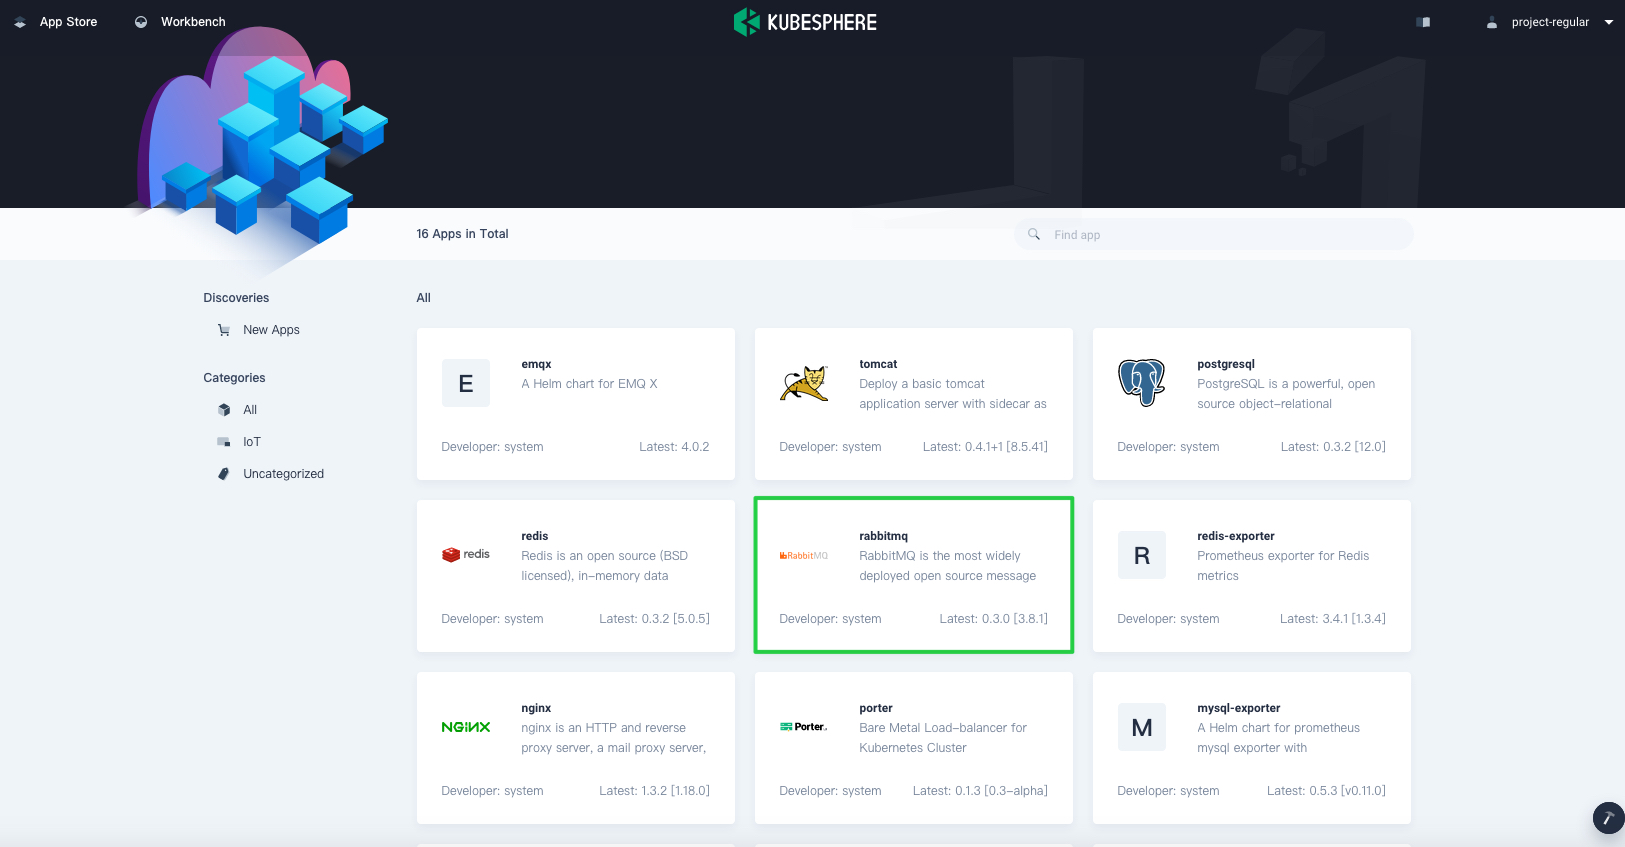 App Store
Workbench
KUBESPHERE
project-regular
16 Apps in Total
Find app
Discoveries
New Apps
Categories
All
IoT
Uncategorized
All
E
emqx
A Helm chart for EMQ X
Developer: system
Latest: 4.0.2
tomcat
Deploy a basic tomcat
application server with sidecar as
Developer: system
Latest: 0.4.1+1 [8.5.41]
postgresql
PostgreSQL is a powerful, open
source object-relational
Developer: system
Latest: 0.3.2 [12.0]
redis
redis
Redis is an open source (BSD
licensed), in-memory data
Developer: system
Latest: 0.3.2 [5.0.5]
RabbitMQ
rabbitmq
RabbitMQ is the most widely
deployed open source message
Developer: system
Latest: 0.3.0 [3.8.1]
R
redis-exporter
Prometheus exporter for Redis
metrics
Developer: system
Latest: 3.4.1 [1.3.4]
NGINX
nginx
nginx is an HTTP and reverse
proxy server, a mail proxy server,
Developer: system
Latest: 1.3.2 [1.18.0]
Porter
porter
Bare Metal Load-balancer for
Kubernetes Cluster
Developer: system
Latest: 0.1.3 [0.3-alpha]
M
mysql-exporter
A Helm chart for prometheus
mysql exporter with
Developer: system
Latest: 0.5.3 [v0.11.0]